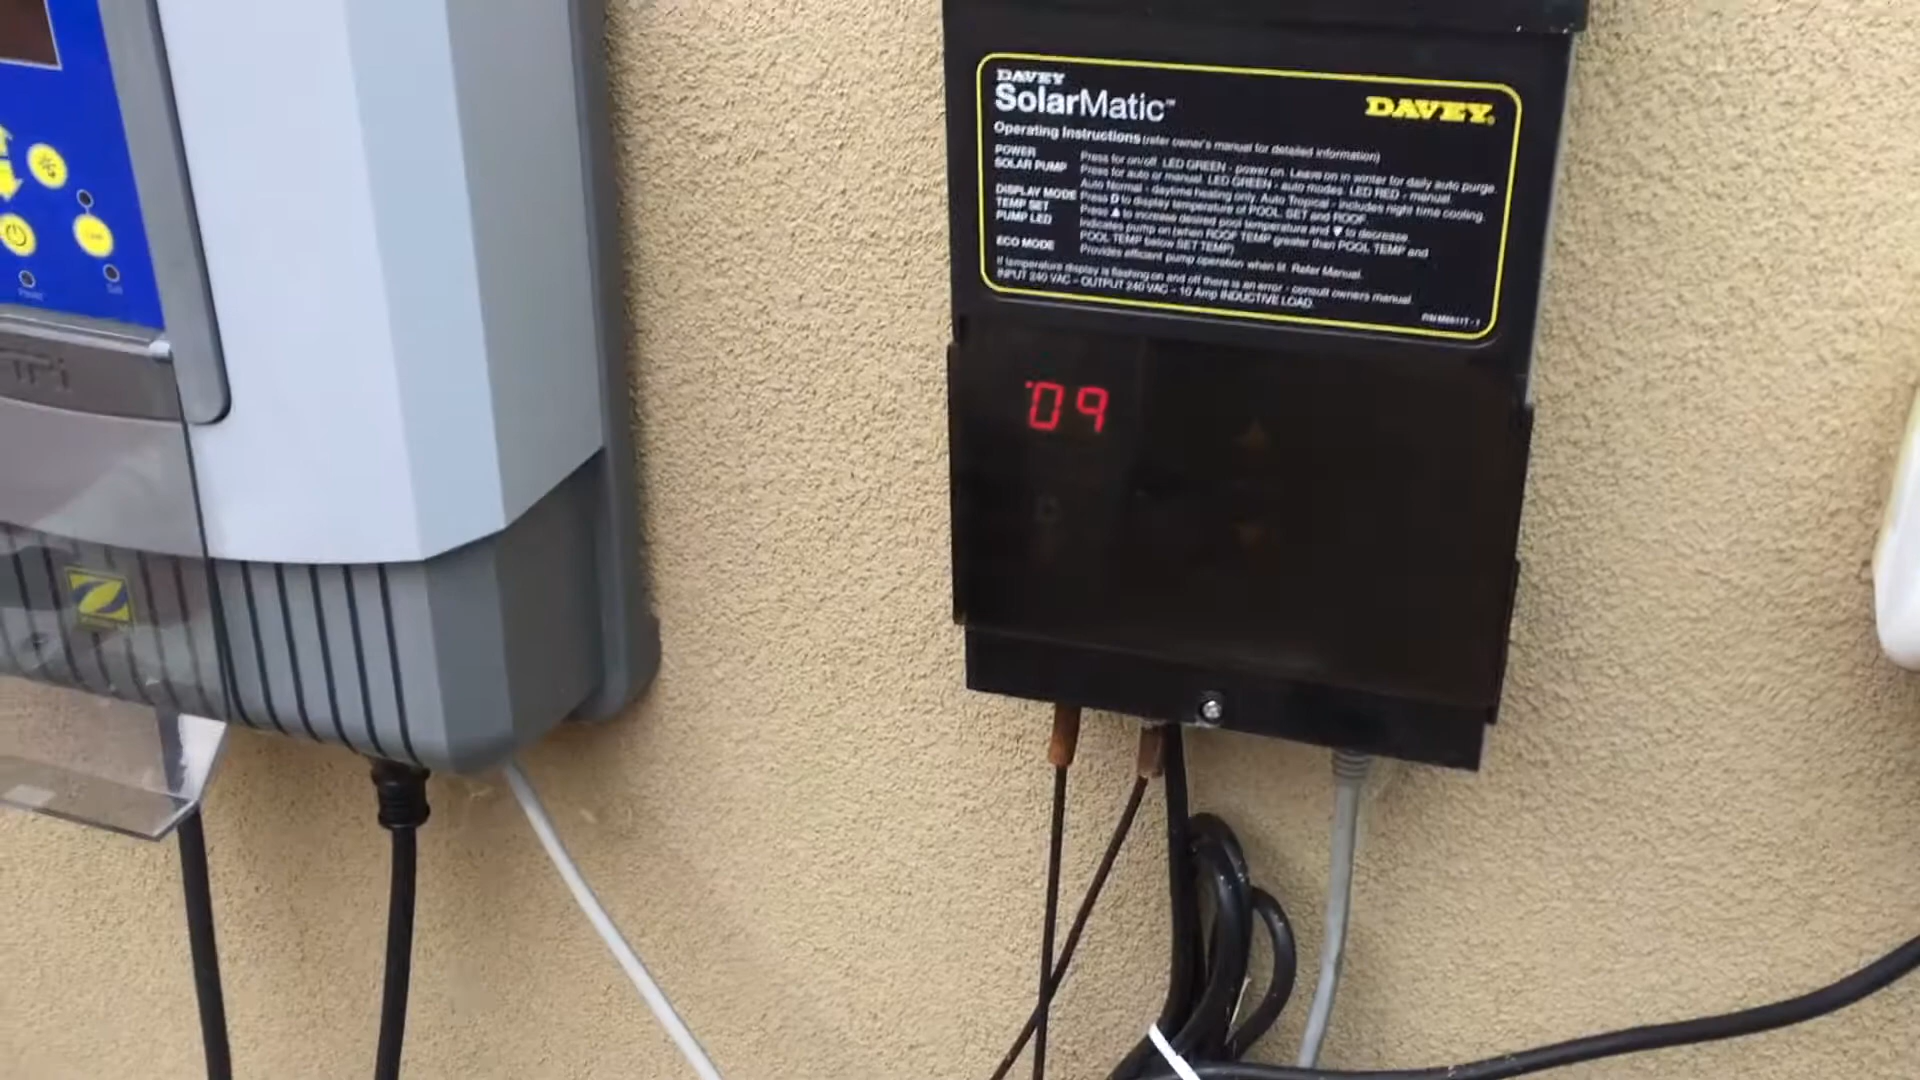 DAVEY
SolarMatic™
DAVEY®
Operating Instructions (refer owner's manual for detailed information)
POWER Press for on/off. LED GREEN - power on. Leave on in winter for daily auto purge.
SOLAR PUMP Press for auto or manual. LED GREEN - auto modes. LED RED - manual.
Auto Normal - daytime heating only. Auto Tropical - includes night time cooling.
DISPLAY MODE Press D to display temperature of POOL, SET and ROOF.
TEMP SET Press ▲ to increase desired pool temperature and ▼ to decrease.
PUMP LED Indicates pump on (when ROOF TEMP greater than POOL TEMP and
POOL TEMP below SET TEMP)
ECO MODE Provides efficient pump operation when lit. Refer Manual.
If temperature display is flashing on and off there is an error - consult owners manual
INPUT 240 VAC - OUTPUT 240 VAC - 10 Amp INDUCTIVE LOAD.
09
TRi
Power